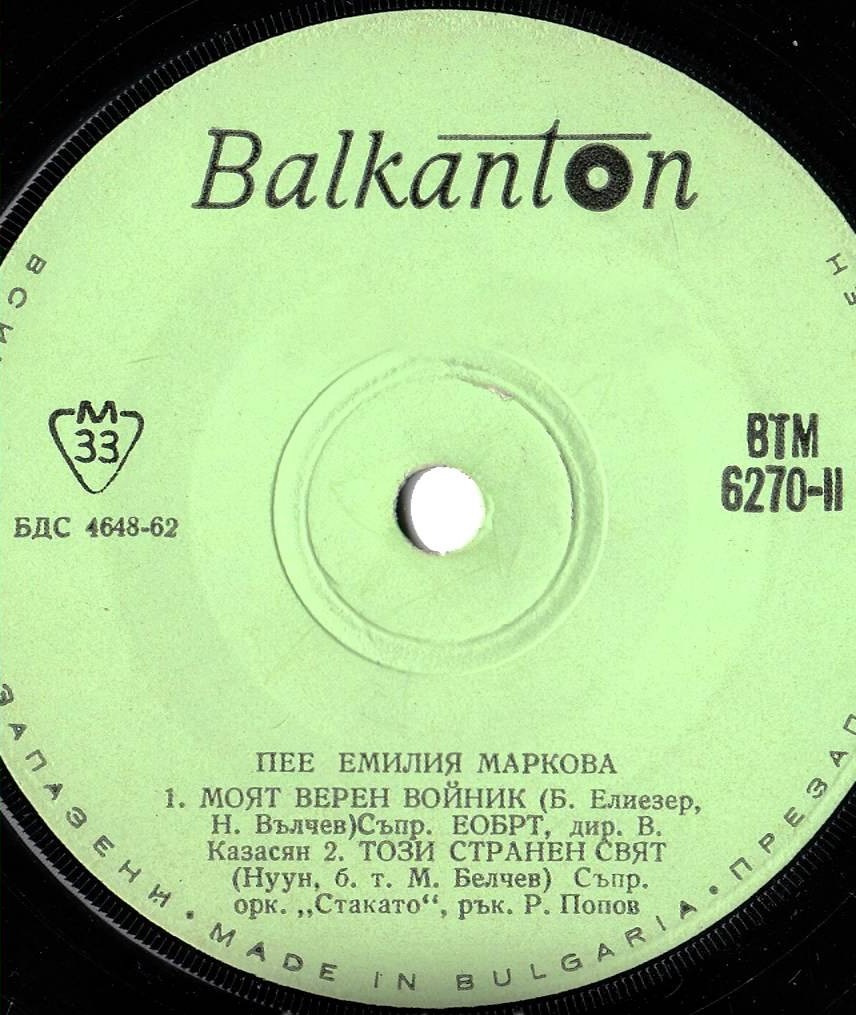 Balkanton
М
33
БДС 4648-62
ВТМ
6270-II
ПЕЕ ЕМИЛИЯ МАРКОВА
1. МОЯТ ВЕРЕН ВОЙНИК (Б. Елиезер,
Н. Вълчев)Съпр. ЕОБРТ, дир. В.
Казасян 2. ТОЗИ СТРАНЕН СВЯТ
(Нуун, б. т. М. Белчев) Съпр.
орк. „Стакато“, рък. Р. Попов
ЗАПАЗЕНИ • MADE IN BULGARIA •